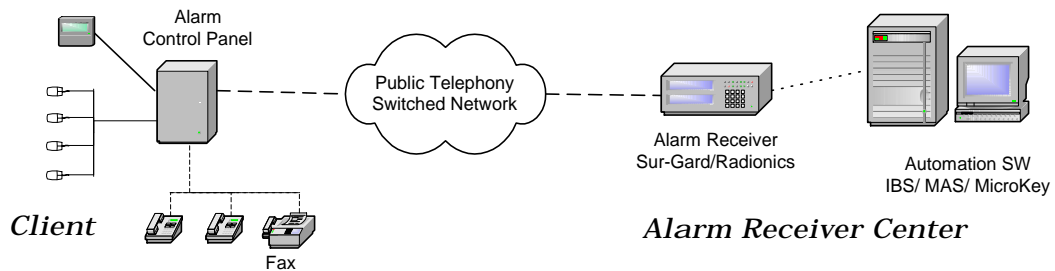 Alarm
Control Panel
Public Telephony
Switched Network
Alarm Receiver
Sur-Gard/Radionics
Automation SW
IBS/ MAS/ MicroKey
Client
Fax
Alarm Receiver Center